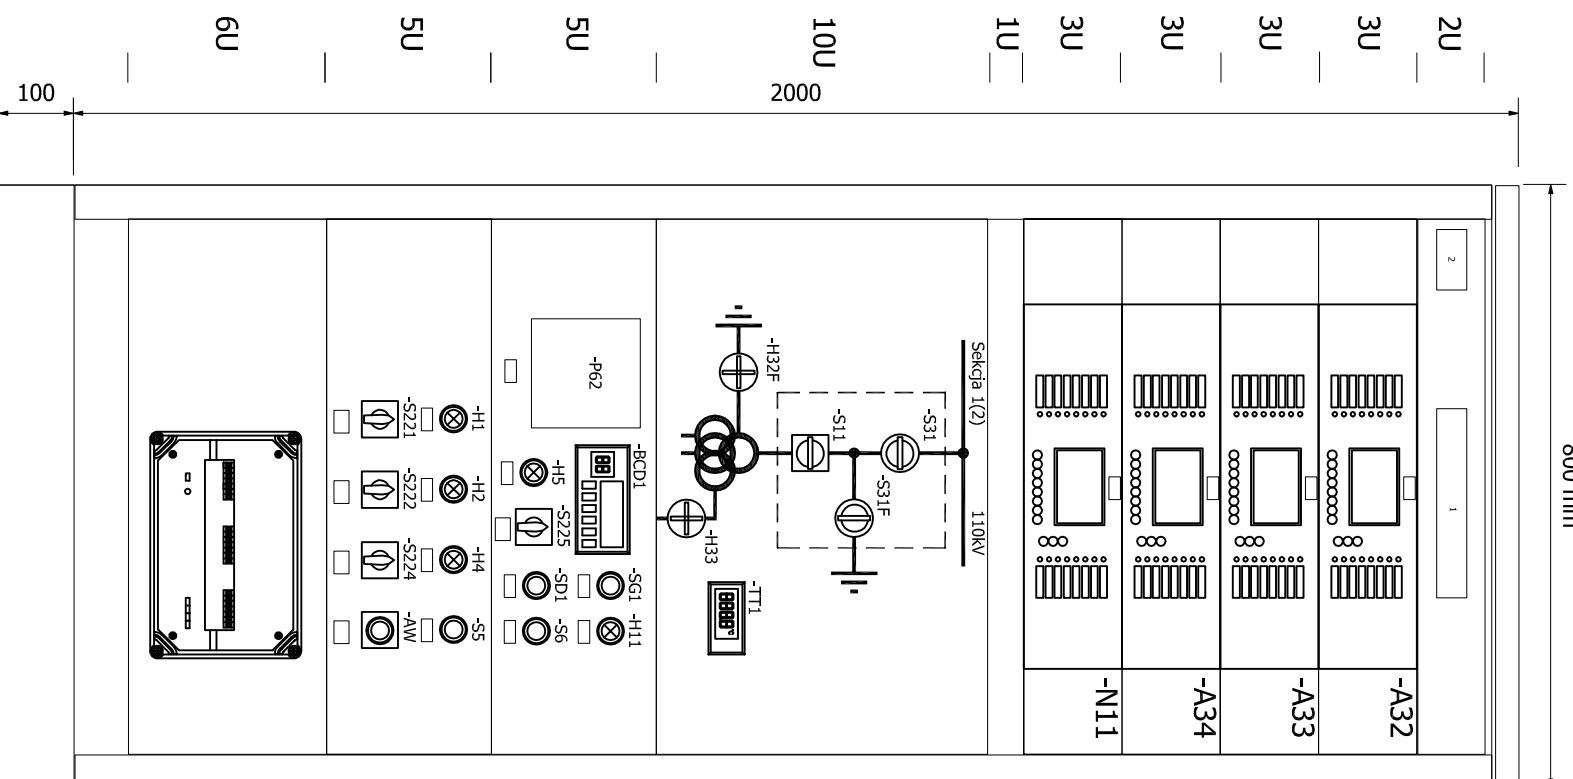 6U
5U
5U
10U
1U
3U
3U
3U
3U
2U
100
2000
2
1
Sekcja 1(2)
110kV
-H32F
-S11
-S31
-S31F
-H33
-TT1
-P62
-BCD1
-H5
-S225
-SD1
-SG1
-S6
-H11
-S221
-H1
-S222
-H2
-S224
-H4
-AW
-S5
-N11
-A34
-A33
-A32